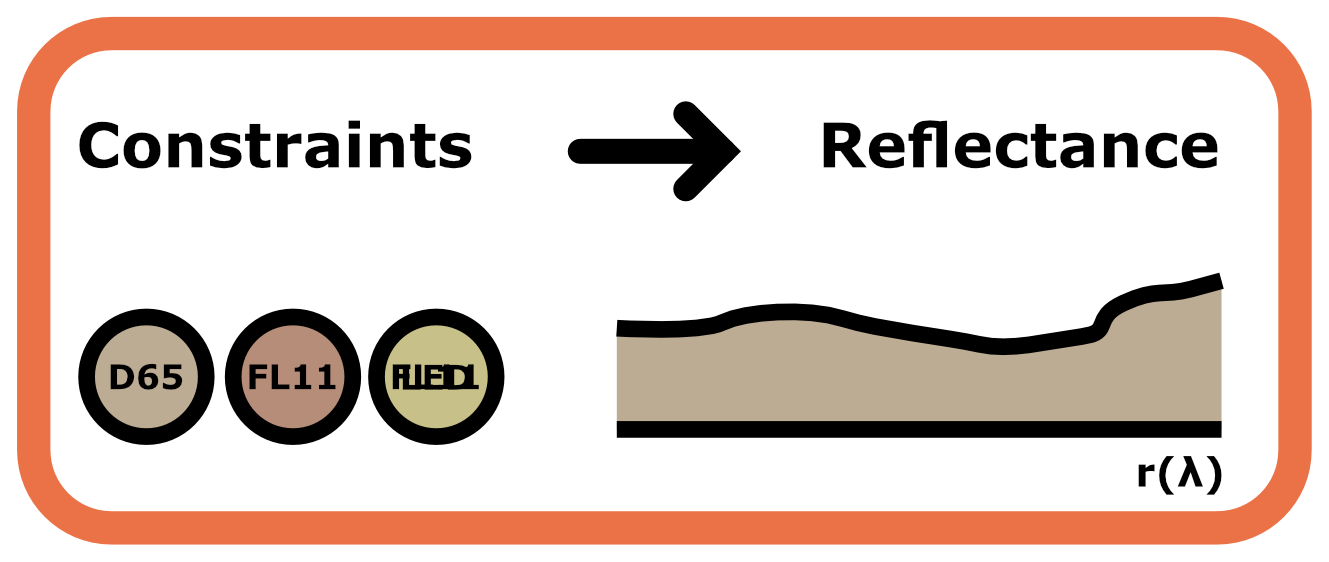 Constraints
Reflectance
D65
FL11
r(λ)